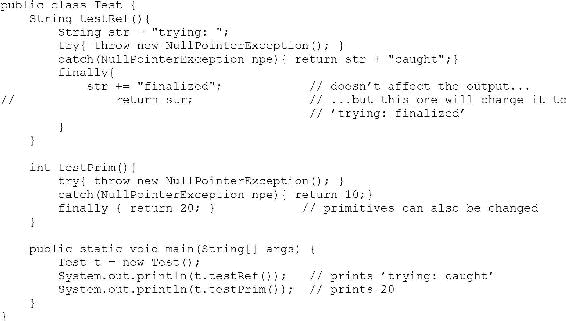 public class Test {
    String testRef(){
        String str = "trying: ";
        try{ throw new NullPointerException(); }
        catch(NullPointerException npe){ return str + "caught";}
        finally{
            str += "finalized";            // doesn't affect the output...
//              return str;                // ...but this one will change it to
                                           // 'trying: finalized'
        }
    }

    int testPrim(){
        try{ throw new NullPointerException(); }
        catch(NullPointerException npe){ return 10;}
        finally { return 20; }            // primitives can also be changed
    }

    public static void main(String[] args) {
        Test t = new Test();
        System.out.println(t.testRef());   // prints 'trying: caught'
        System.out.println(t.testPrim());  // prints 20
    }
}